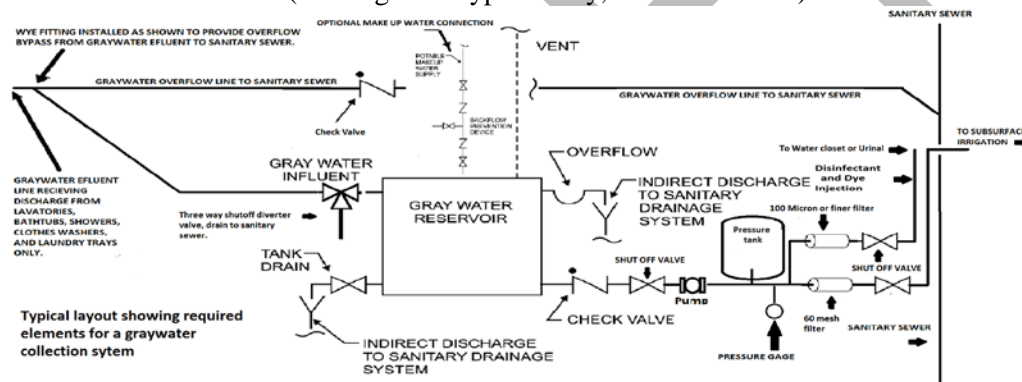 SANITARY SEWER
OPTIONAL MAKE UP WATER CONNECTION
WYE FITTING INSTALLED AS SHOWN TO PROVIDE OVERFLOW
BYPASS FROM GRAYWATER EFLUENT TO SANITARY SEWER.
VENT
POTABLE
MAKEUP
WATER
SUPPLY
GRAYWATER OVERFLOW LINE TO SANITARY SEWER
GRAYWATER OVERFLOW LINE TO SANITARY SEWER
Check Valve
BACKFLOW
PREVENTION
DEVICE
TO SUBSURFACE
IRRIGATION
To Water closet or Urinal
GRAY WATER
INFLUENT
OVERFLOW
Disinfectant
and Dye
Injection
GRAYWATER EFLUENT
LINE RECIEVING
DISCHARGE FROM
LAVATORIES,
BATHTUBS, SHOWERS,
CLOTHES WASHERS,
AND LAUNDRY TRAYS
ONLY.
INDIRECT DISCHARGE
TO SANITARY
DRAINAGE
SYSTEM
GRAY WATER
RESERVOIR
100 Micron or finer filter
Three way shutoff diverter
valve, drain to sanitary
sewer.
Pressure
tank
TANK
DRAIN
SHUT OFF VALVE
SHUT OFF VALVE
Pump
CHECK VALVE
60 mesh
filter
SANITARY SEWER
Typical layout showing required
elements for a graywater
collection sytem
INDIRECT DISCHARGE
TO SANITARY DRAINAGE
SYSTEM
PRESSURE GAGE